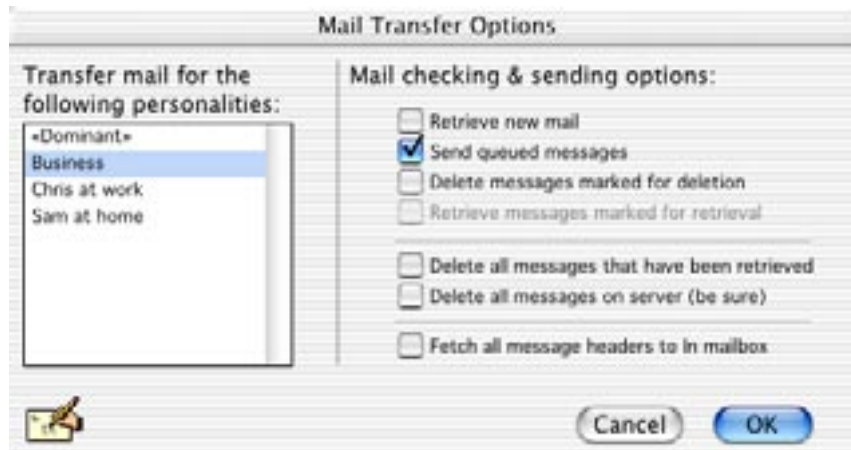 Mail Transfer Options
Transfer mail for the
following personalities:
«Dominant»
Business
Chris at work
Sam at home
Mail checking & sending options:
Retrieve new mail
Send queued messages
Delete messages marked for deletion
Retrieve messages marked for retrieval
Delete all messages that have been retrieved
Delete all messages on server (be sure)
Fetch all message headers to In mailbox
Cancel
OK